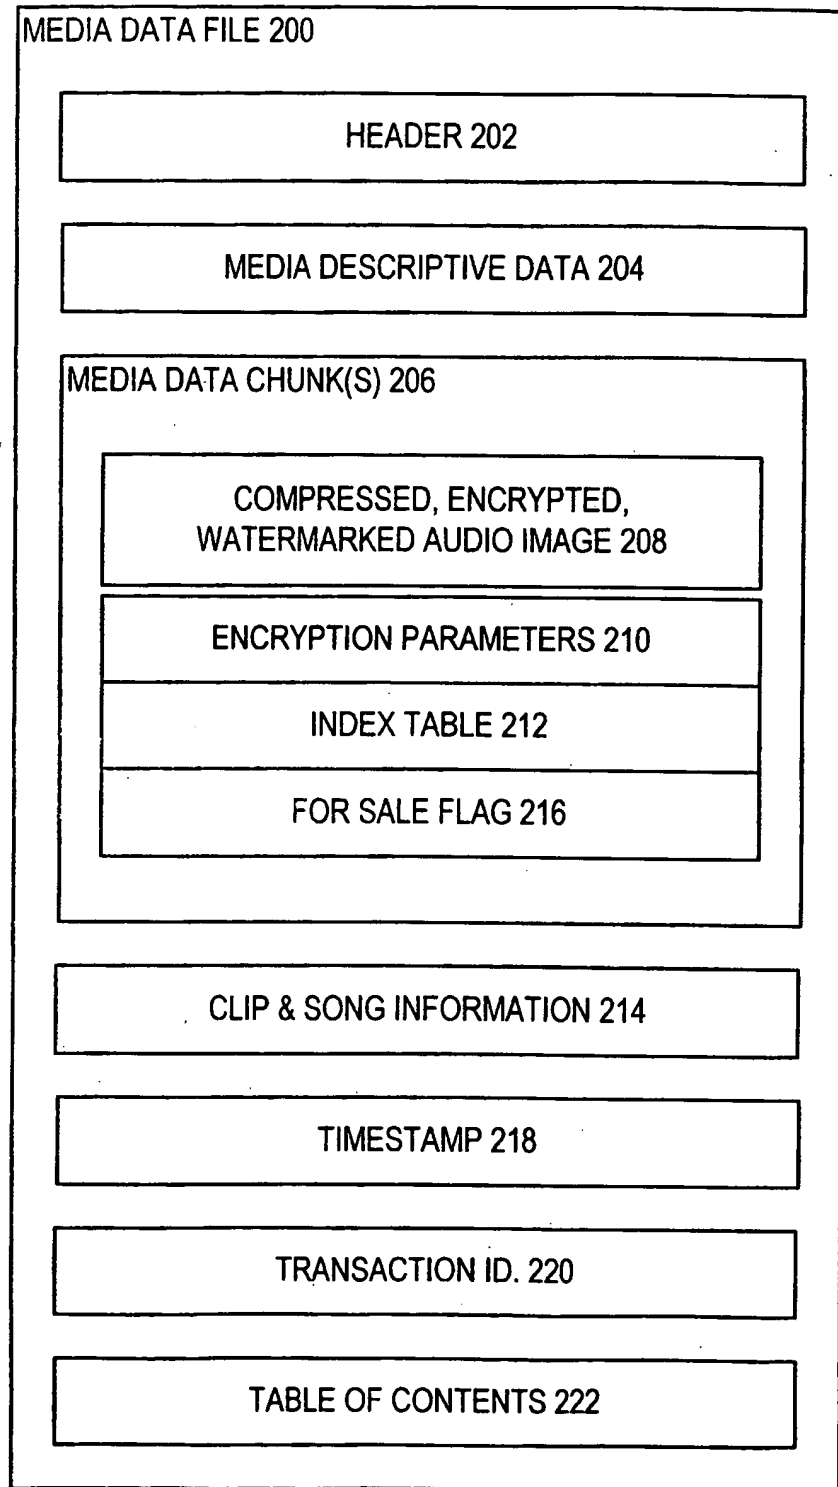 MEDIA DATA FILE 200
HEADER 202
MEDIA DESCRIPTIVE DATA 204
MEDIA DATA CHUNK(S) 206
COMPRESSED, ENCRYPTED,
WATERMARKED AUDIO IMAGE 208
ENCRYPTION PARAMETERS 210
INDEX TABLE 212
FOR SALE FLAG 216
CLIP & SONG INFORMATION 214
TIMESTAMP 218
TRANSACTION ID. 220
TABLE OF CONTENTS 222